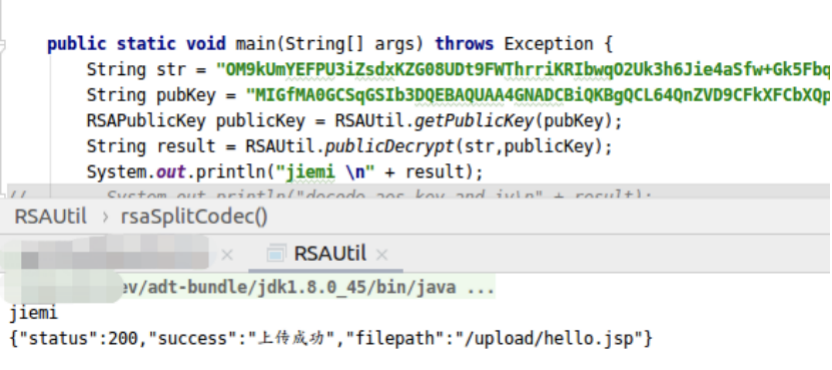 public static void main(String[] args) throws Exception {
String str = "OM9kUmYEFPU3iZsdxKZG08UDt9FWThrriKRIbwqO2Uk3h6Jie4aSfw+Gk5Fbq
String pubKey = "MIGfMA0GCSqGSIb3DQEBAQUAA4GNADCBiQKBgQCL64QnZVD9CFkXFCbXQp
RSAPublicKey publicKey = RSAUtil.getPublicKey(pubKey);
String result = RSAUtil.publicDecrypt(str,publicKey);
System.out.println("jiemi \n" + result);
// System.out.println("decode aes key and iv\n" + result);
RSAUtil › rsaSplitCodec()
RSAUtil ×
ev/adt-bundle/jdk1.8.0_45/bin/java ...
jiemi
{"status":200,"success":"上传成功","filepath":"/upload/hello.jsp"}